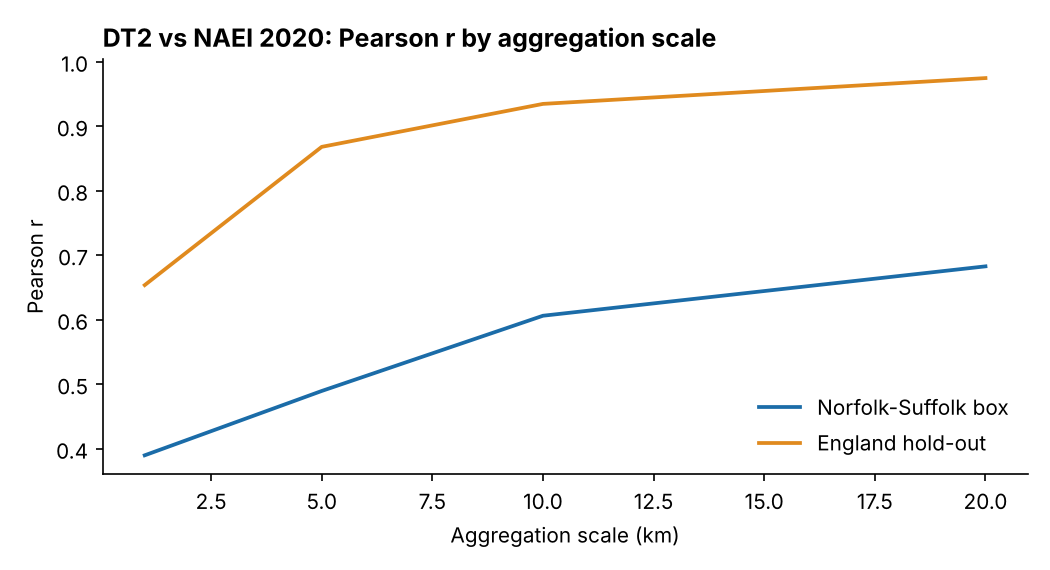 DT2 vs NAEI 2020: Pearson r by aggregation scale
1.0
0.9
0.8
0.7
0.6
0.5
0.4
Pearson r
Norfolk-Suffolk box
England hold-out
2.5 5.0 7.5 10.0 12.5 15.0 17.5 20.0
Aggregation scale (km)